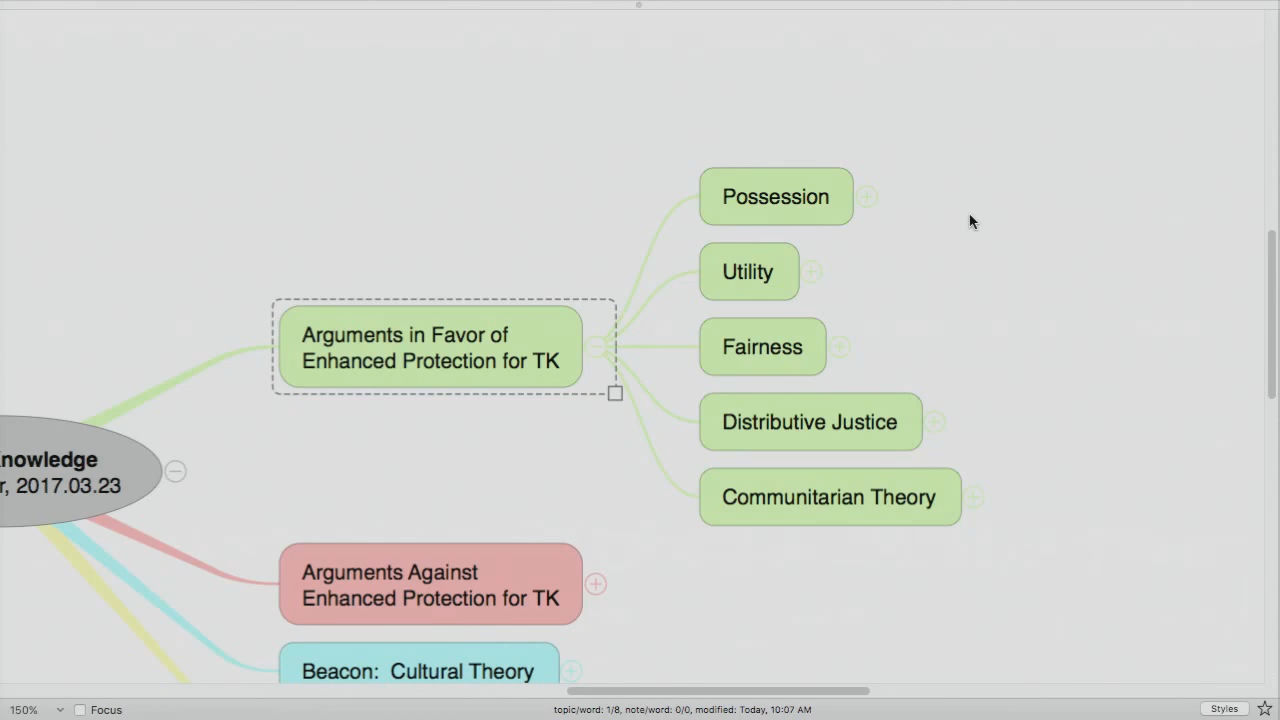 Possession
Utility
Arguments in Favor of
Enhanced Protection for TK
Fairness
Distributive Justice
nowledge
r, 2017.03.23
Communitarian Theory
Arguments Against
Enhanced Protection for TK
Beacon: Cultural Theory
150%
Focus
topic/word: 1/8, note/word: 0/0, modified: Today, 10:07 AM
Styles